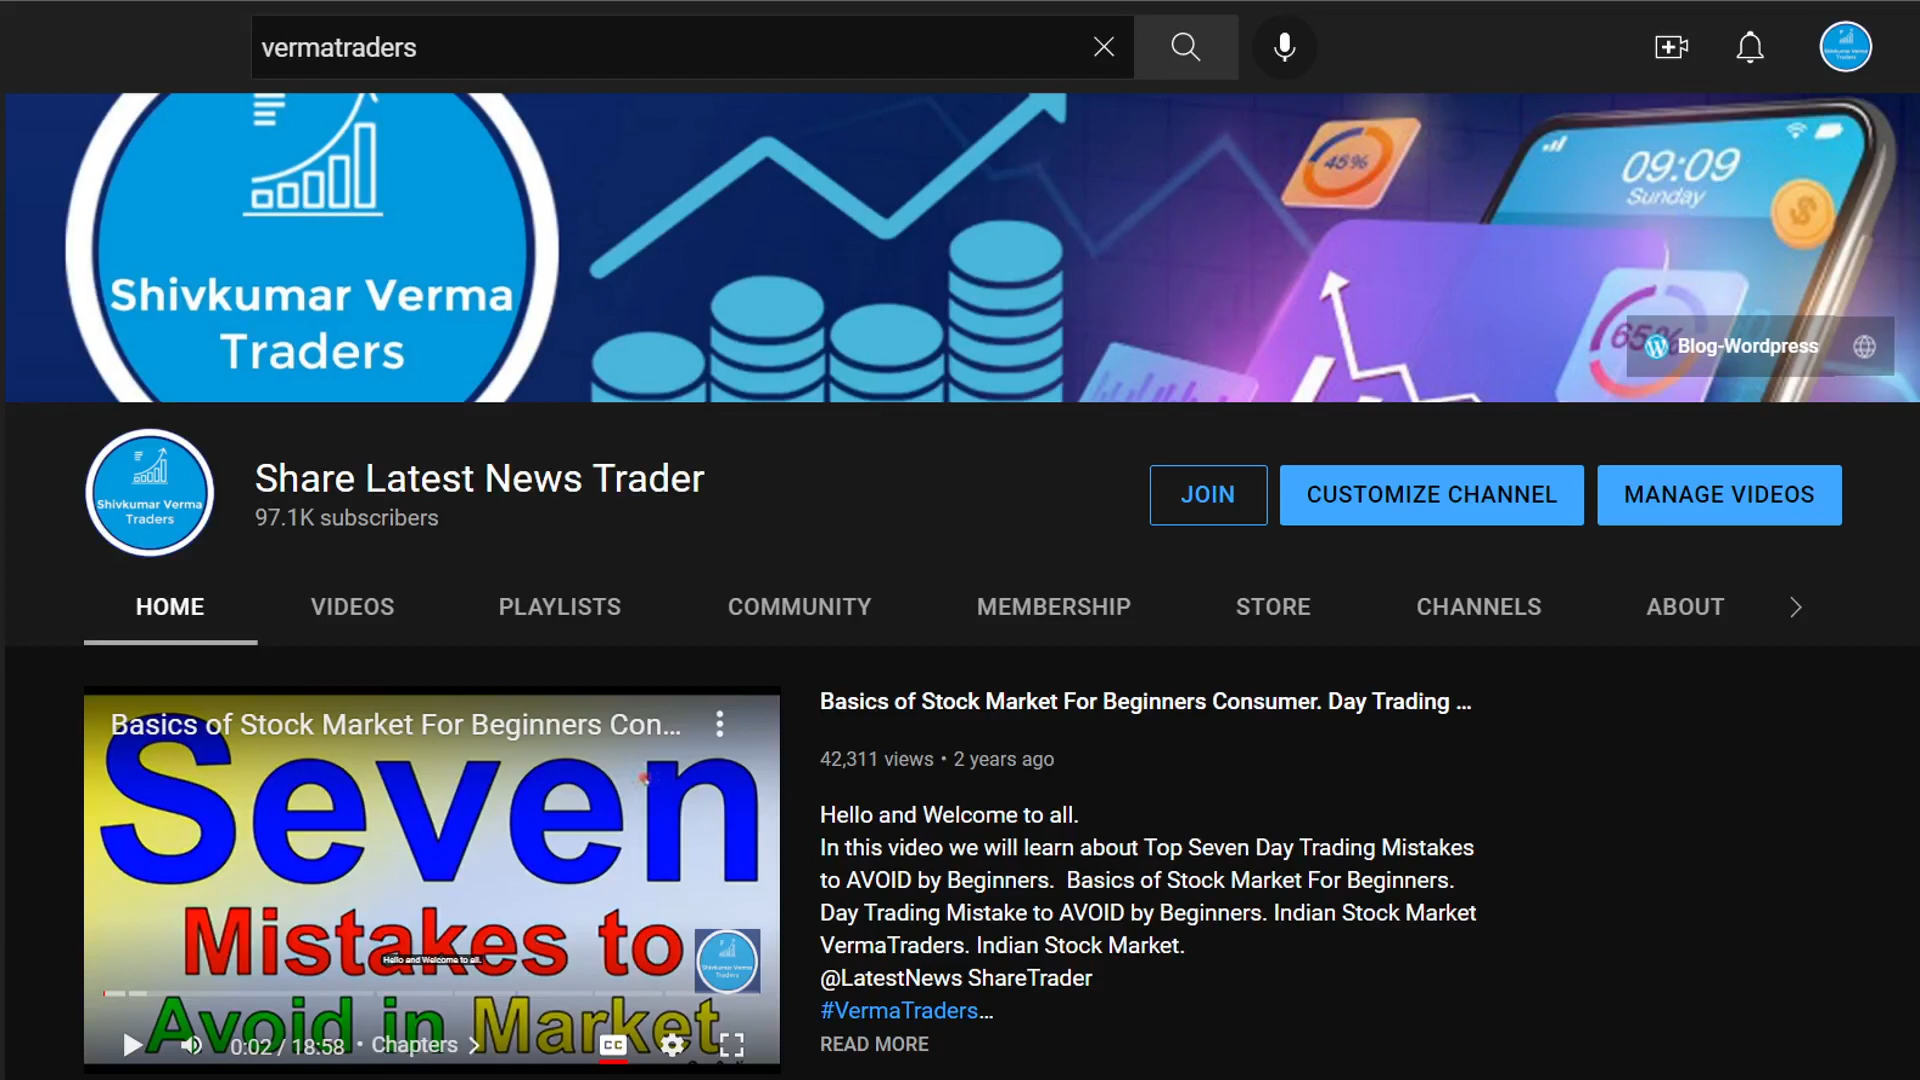 vermatraders
Shivkumar Verma
Traders
45%
09:09
Sunday
65%
Blog-Wordpress
Shivkumar Verma
Traders
Share Latest News Trader
97.1K subscribers
JOIN
CUSTOMIZE CHANNEL
MANAGE VIDEOS
HOME
VIDEOS
PLAYLISTS
COMMUNITY
MEMBERSHIP
STORE
CHANNELS
ABOUT
Basics of Stock Market For Beginners Con...
Seven
Mistakes to
Hello and Welcome to all.
Avoid in Market
0:02 / 18:58 • Chapters
CC
Basics of Stock Market For Beginners Consumer. Day Trading ...
42,311 views • 2 years ago
Hello and Welcome to all.
In this video we will learn about Top Seven Day Trading Mistakes
to AVOID by Beginners.  Basics of Stock Market For Beginners.
Day Trading Mistake to AVOID by Beginners. Indian Stock Market
VermaTraders. Indian Stock Market.
@LatestNews ShareTrader
#VermaTraders...
READ MORE